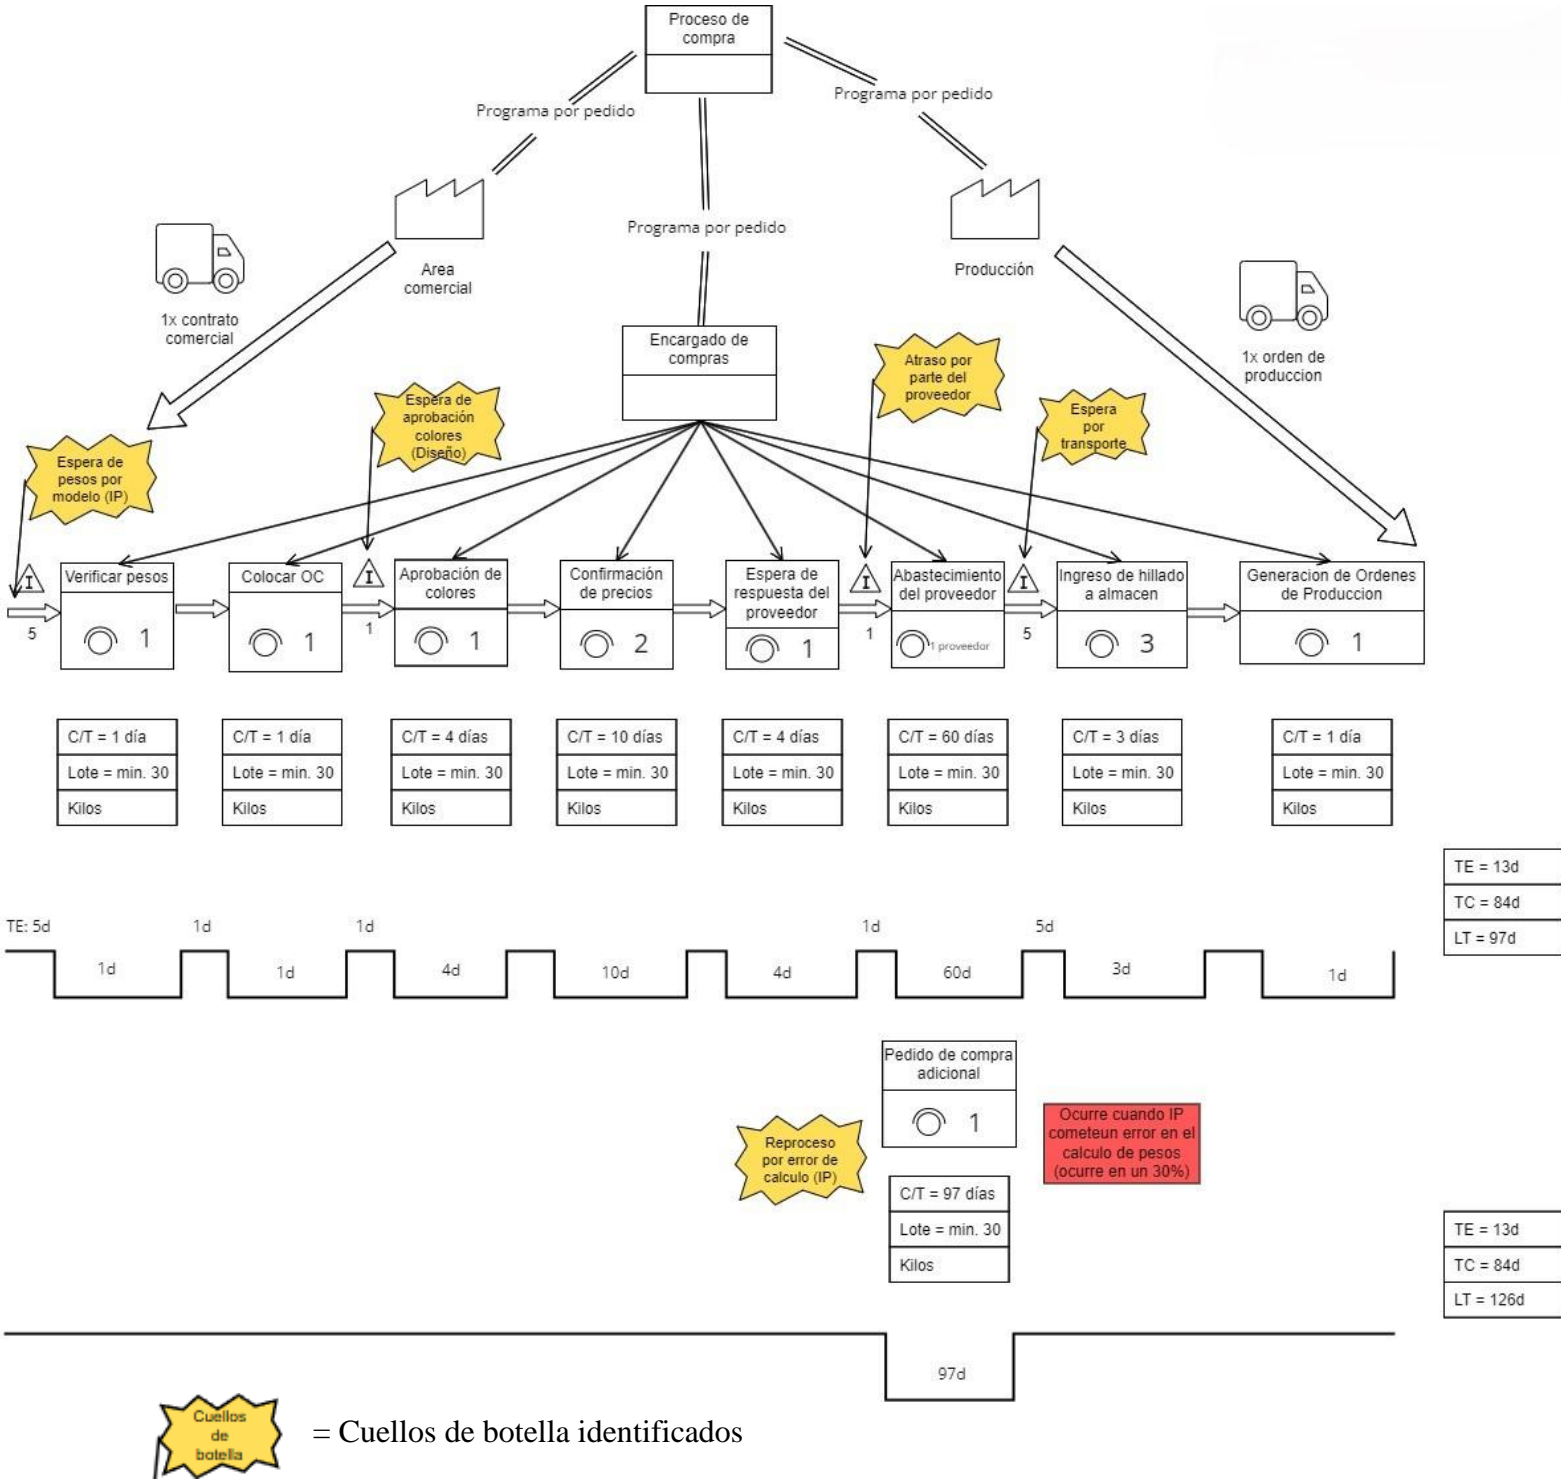 Proceso de
compra
Programa por pedido
Programa por pedido
Programa por pedido
Area
comercial
Producción
1x contrato
comercial
1x orden de
produccion
Encargado de
compras
Espera de
pesos por
modelo (IP)
Espera de
aprobación
colores
(Diseño)
Atraso por
parte del
proveedor
Espera
por
transporte
I
5
Verificar pesos
1
Colocar OC
1
I
1
Aprobación de
colores
1
Confirmación
de precios
2
Espera de
respuesta del
proveedor
1
I
1
Abastecimiento
del proveedor
1 proveedor
I
5
Ingreso de hillado
a almacen
3
Generacion de Ordenes
de Produccion
1
C/T = 1 día
Lote = min. 30
Kilos
C/T = 1 día
Lote = min. 30
Kilos
C/T = 4 días
Lote = min. 30
Kilos
C/T = 10 días
Lote = min. 30
Kilos
C/T = 4 días
Lote = min. 30
Kilos
C/T = 60 días
Lote = min. 30
Kilos
C/T = 3 días
Lote = min. 30
Kilos
C/T = 1 día
Lote = min. 30
Kilos
TE = 13d
TC = 84d
LT = 97d
TE: 5d
1d
1d
1d
5d
1d
1d
4d
10d
4d
60d
3d
1d
Pedido de compra
adicional
1
Reproceso
por error de
calculo (IP)
Ocurre cuando IP
cometeun error en el
calculo de pesos
(ocurre en un 30%)
C/T = 97 días
Lote = min. 30
Kilos
TE = 13d
TC = 84d
LT = 126d
97d
Cuellos
de
botella
= Cuellos de botella identificados